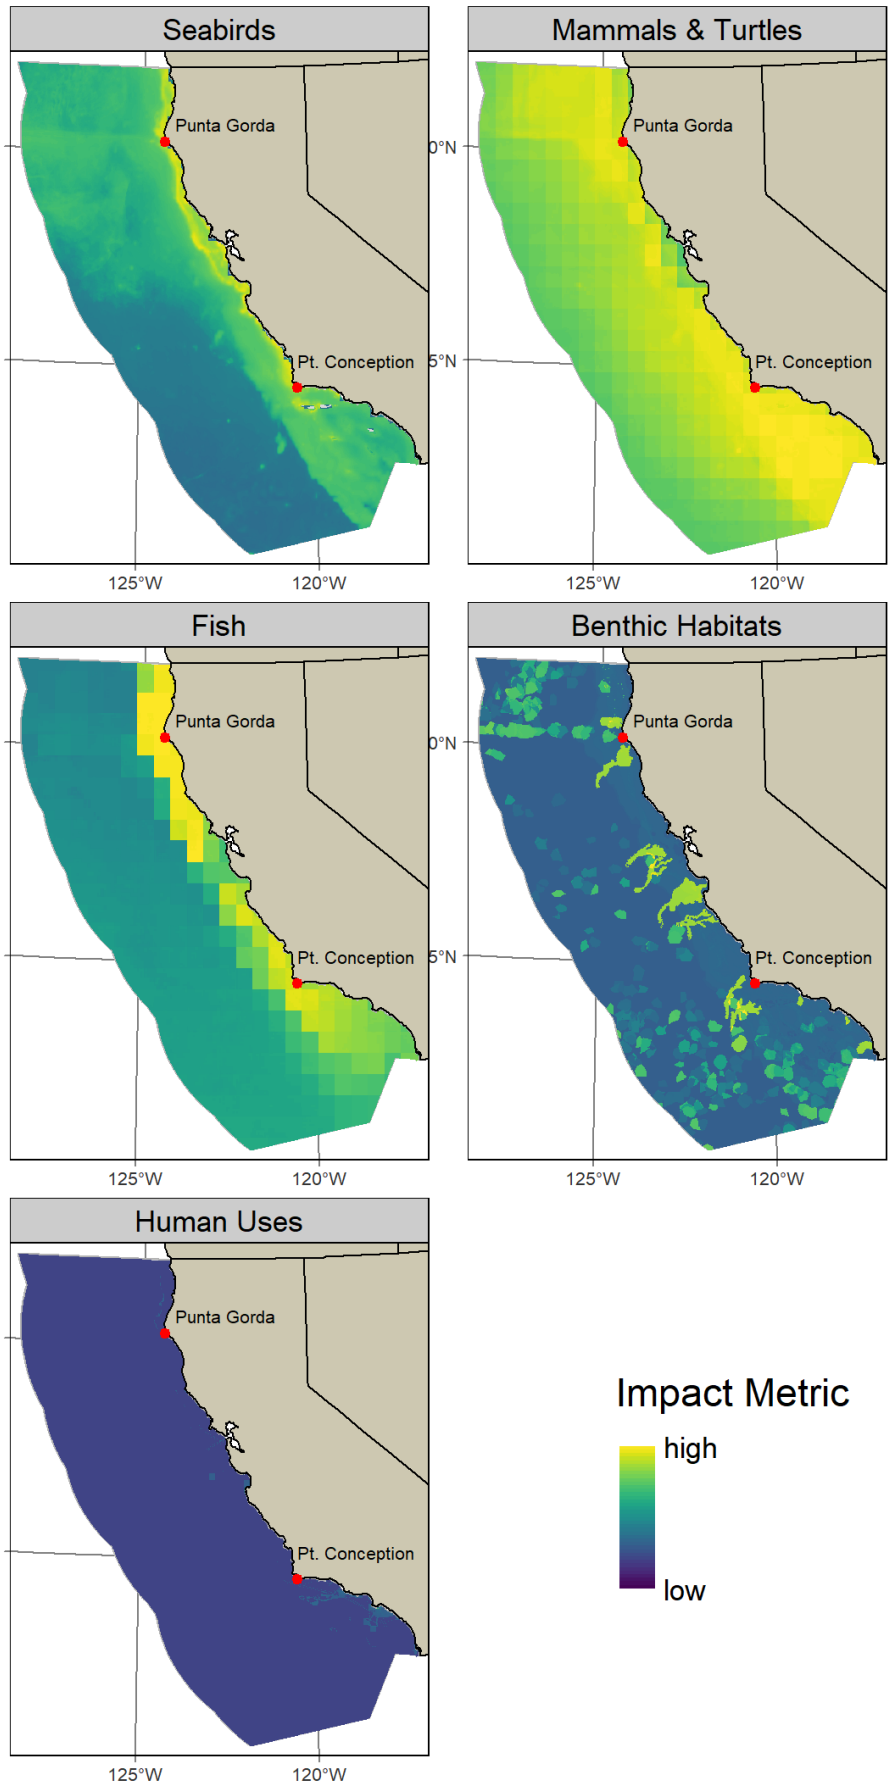 Seabirds
Mammals & Turtles
Punta Gorda
Punta Gorda
0°N
Pt. Conception
Pt. Conception
5°N
125°W
120°W
125°W
120°W
Fish
Benthic Habitats
Punta Gorda
Punta Gorda
0°N
Pt. Conception
Pt. Conception
5°N
125°W
120°W
125°W
120°W
Human Uses
Punta Gorda
Pt. Conception
125°W
120°W
Impact Metric
high
low